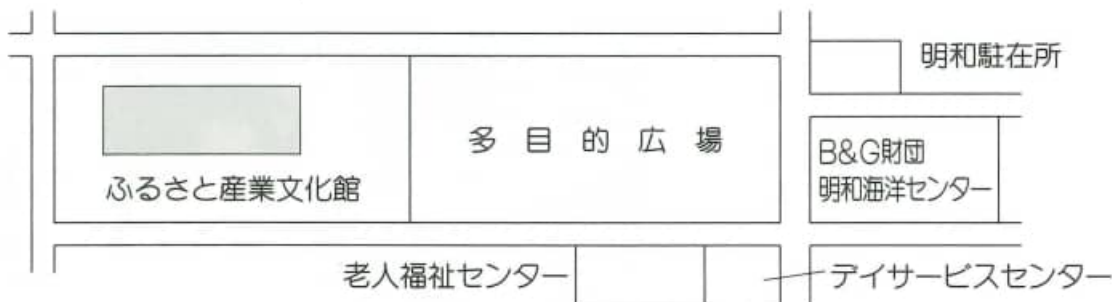 明和駐在所
多目的広場
B&G財団
明和海洋センター
ふるさと産業文化館
老人福祉センター
デイサービスセンター